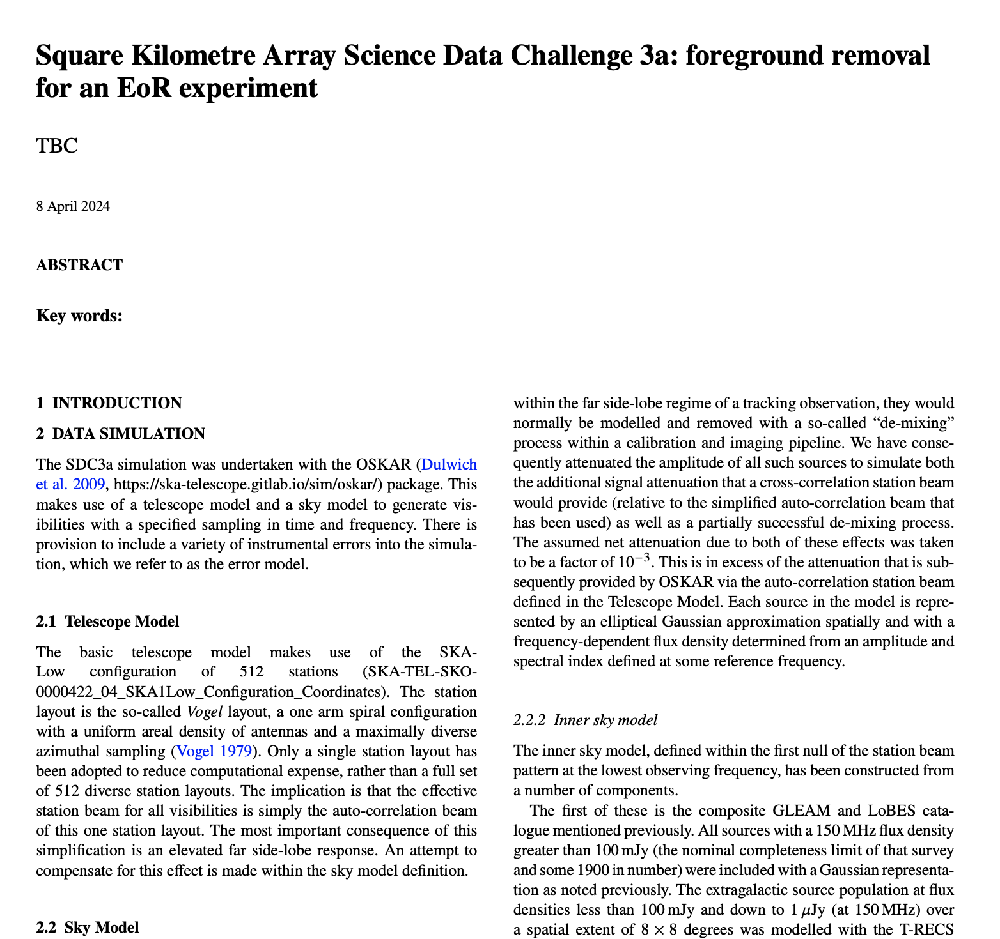 Square Kilometre Array Science Data Challenge 3a: foreground removal
for an EoR experiment
TBC
8 April 2024
ABSTRACT
Key words:
1 INTRODUCTION
2 DATA SIMULATION
The SDC3a simulation was undertaken with the OSKAR (Dulwich
et al. 2009, https://ska-telescope.gitlab.io/sim/oskar/) package. This
makes use of a telescope model and a sky model to generate vis-
ibilities with a specified sampling in time and frequency. There is
provision to include a variety of instrumental errors into the simula-
tion, which we refer to as the error model.
2.1 Telescope Model
The basic telescope model makes use of the SKA-
Low configuration of 512 stations (SKA-TEL-SKO-
0000422_04_SKA1Low_Configuration_Coordinates). The station
layout is the so-called Vogel layout, a one arm spiral configuration
with a uniform areal density of antennas and a maximally diverse
azimuthal sampling (Vogel 1979). Only a single station layout has
been adopted to reduce computational expense, rather than a full set
of 512 diverse station layouts. The implication is that the effective
station beam for all visibilities is simply the auto-correlation beam
of this one station layout. The most important consequence of this
simplification is an elevated far side-lobe response. An attempt to
compensate for this effect is made within the sky model definition.
2.2 Sky Model
within the far side-lobe regime of a tracking observation, they would
normally be modelled and removed with a so-called “de-mixing”
process within a calibration and imaging pipeline. We have conse-
quently attenuated the amplitude of all such sources to simulate both
the additional signal attenuation that a cross-correlation station beam
would provide (relative to the simplified auto-correlation beam that
has been used) as well as a partially successful de-mixing process.
The assumed net attenuation due to both of these effects was taken
to be a factor of 10⁻³. This is in excess of the attenuation that is sub-
sequently provided by OSKAR via the auto-correlation station beam
defined in the Telescope Model. Each source in the model is repre-
sented by an elliptical Gaussian approximation spatially and with a
frequency-dependent flux density determined from an amplitude and
spectral index defined at some reference frequency.
2.2.2 Inner sky model
The inner sky model, defined within the first null of the station beam
pattern at the lowest observing frequency, has been constructed from
a number of components.
The first of these is the composite GLEAM and LoBES cata-
logue mentioned previously. All sources with a 150 MHz flux density
greater than 100 mJy (the nominal completeness limit of that survey
and some 1900 in number) were included with a Gaussian representa-
tion as noted previously. The extragalactic source population at flux
densities less than 100 mJy and down to 1 μJy (at 150 MHz) over
a spatial extent of 8 × 8 degrees was modelled with the T-RECS